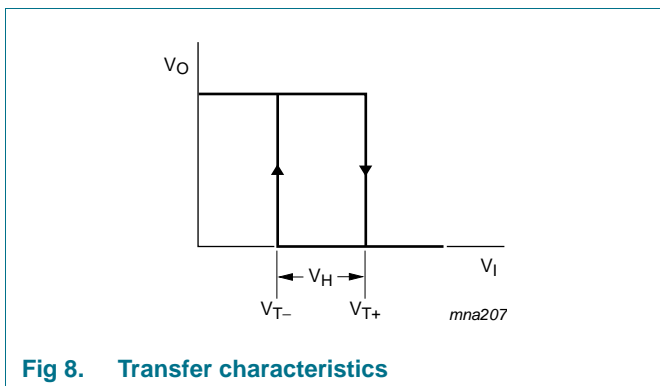 VO
VI
VH
VT−
VT+
mna207
Fig 8. Transfer characteristics